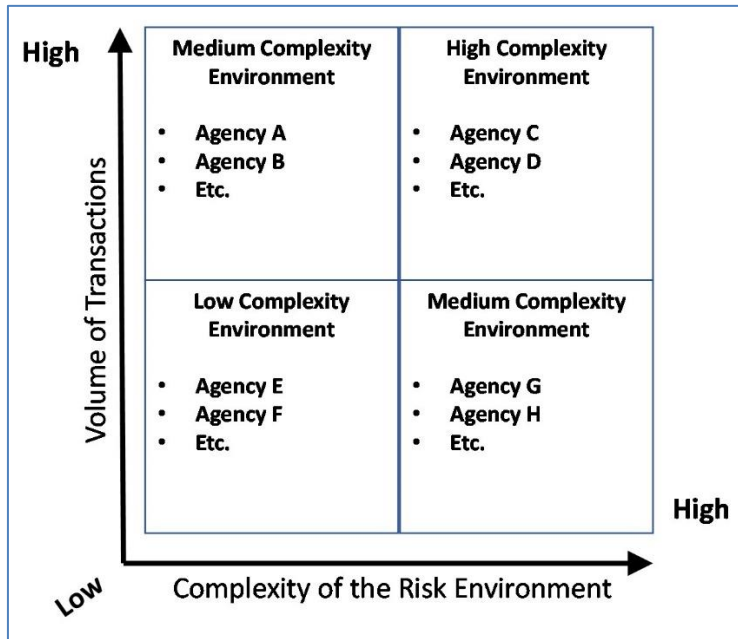 High
Medium Complexity
Environment
• Agency A
• Agency B
• Etc.
High Complexity
Environment
• Agency C
• Agency D
• Etc.
Volume of Transactions
Low Complexity
Environment
• Agency E
• Agency F
• Etc.
Medium Complexity
Environment
• Agency G
• Agency H
• Etc.
High
Low
Complexity of the Risk Environment